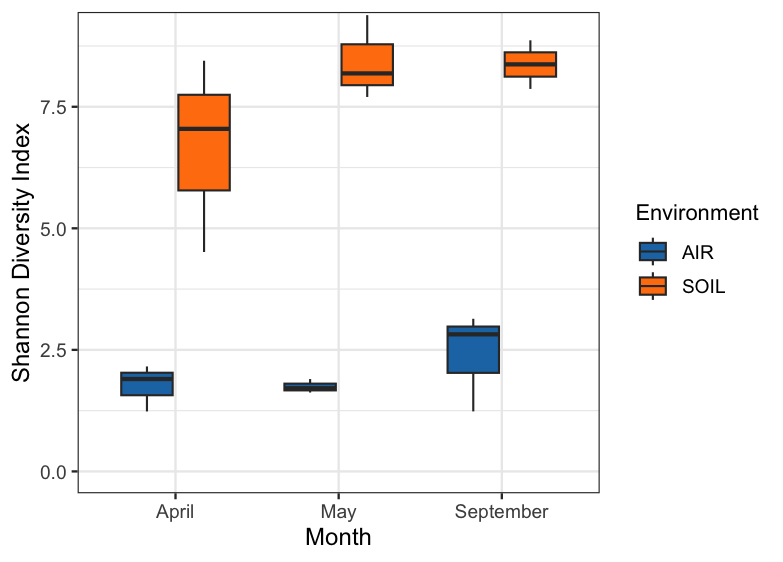 Shannon Diversity Index
7.5
5.0
2.5
0.0
April
May
September
Month
Environment
AIR
SOIL